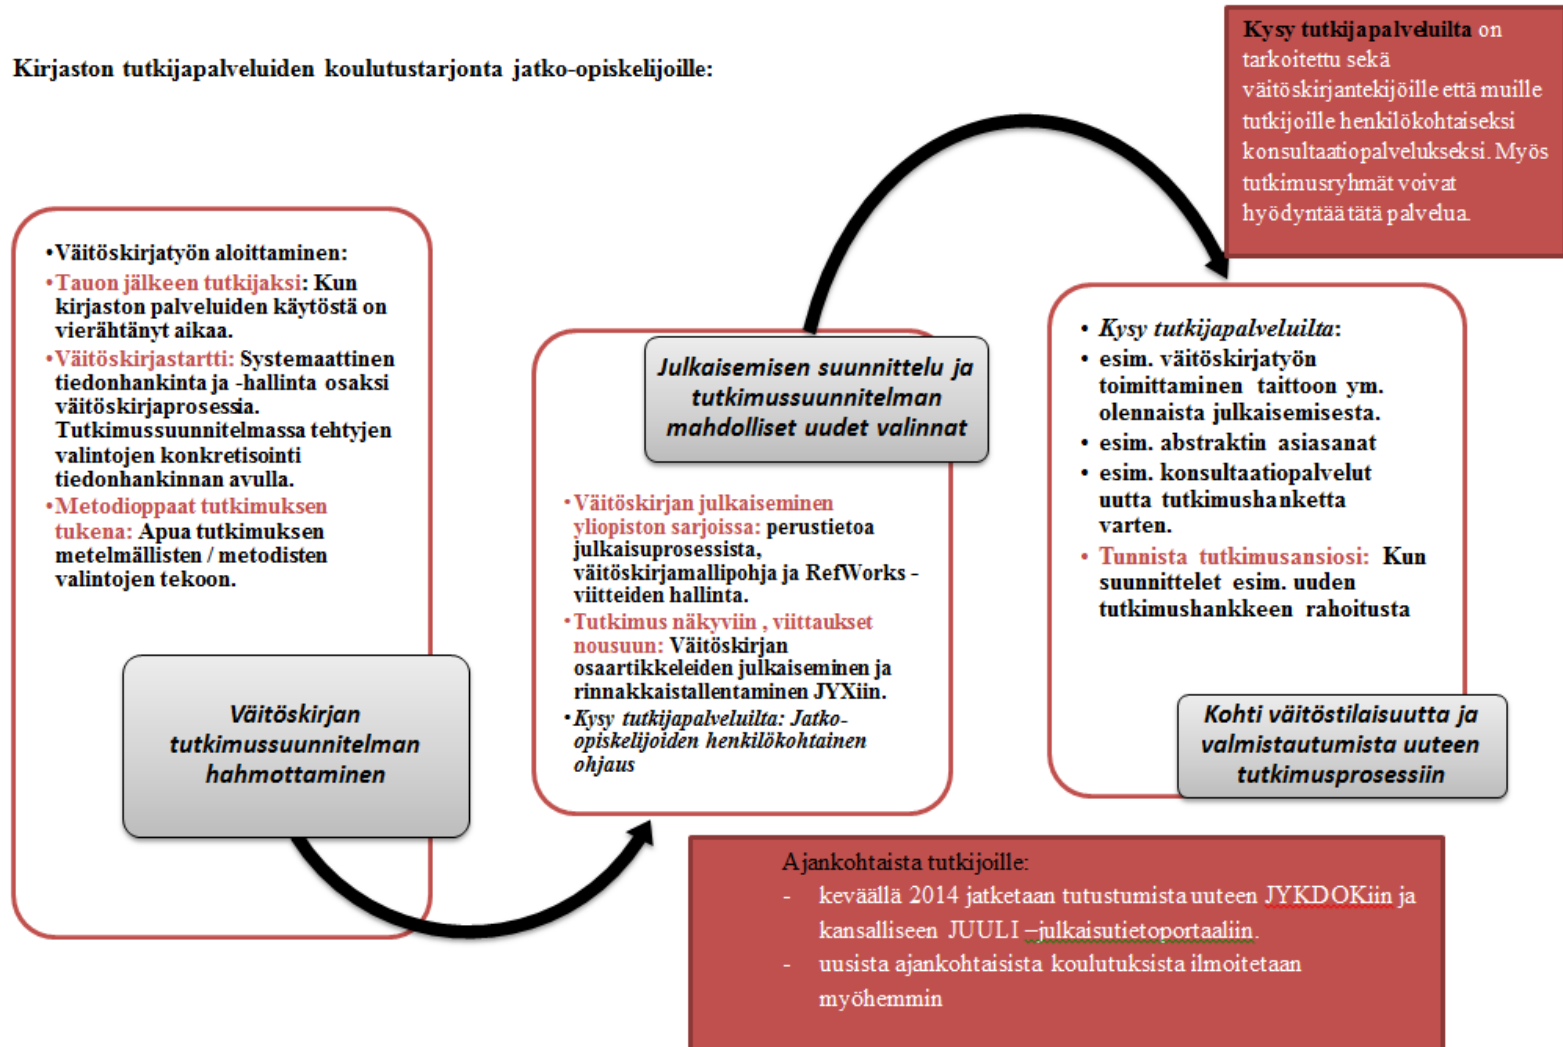 Kirjaston tutkijapalveluiden koulutustarjonta jatko-opiskelijoille:
Kysy tutkijapalveluilta on
tarkoitettu sekä
väitöskirjantekijöille että muille
tutkijoille henkilökohtaiseksi
konsultaatiopalvelukseksi. Myös
tutkimusryhmät voivat
hyödyntää tätä palvelua.
•Väitöskirjatyön aloittaminen:
•Tauon jälkeen tutkijaksi: Kun
kirjaston palveluiden käytöstä on
vierähtänyt aikaa.
•Väitöskirjastartti: Systemaattinen
tiedonhankinta ja -hallinta osaksi
väitöskirjaprosessia.
Tutkimussuunnitelmassa tehtyjen
valintojen konkretisointi
tiedonhankinnan avulla.
•Metodioppaat tutkimuksen
tukena: Apua tutkimuksen
metelmällisten / metodisten
valintojen tekoon.
Väitöskirjan
tutkimussuunnitelman
hahmottaminen
Julkaisemisen suunnittelu ja
tutkimussuunnitelman
mahdolliset uudet valinnat
•Väitöskirjan julkaiseminen
yliopiston sarjoissa: perustietoa
julkaisuprosessista,
väitöskirjamallipohja ja RefWorks -
viitteiden hallinta.
•Tutkimus näkyviin , viittaukset
nousuun: Väitöskirjan
osaartikkeleiden julkaiseminen ja
rinnakkaistallentaminen JYXiin.
•Kysy tutkijapalveluilta: Jatko-
opiskelijoiden henkilökohtainen
ohjaus
• Kysy tutkijapalveluilta:
• esim. väitöskirjatyön
toimittaminen taittoon ym.
olennaista julkaisemisesta.
• esim. abstraktin asiasanat
• esim. konsultaatiopalvelut
uutta tutkimushanketta
varten.
• Tunnista tutkimusansiosi: Kun
suunnittelet esim. uuden
tutkimushankkeen rahoitusta
Kohti väitöstilaisuutta ja
valmistautumista uuteen
tutkimusprosessiin
Ajankohtaista tutkijoille:
- keväällä 2014 jatketaan tutustumista uuteen JYKDOKiin ja
kansalliseen JUULI –julkaisutietoportaaliin.
- uusista ajankohtaisista koulutuksista ilmoitetaan
myöhemmin